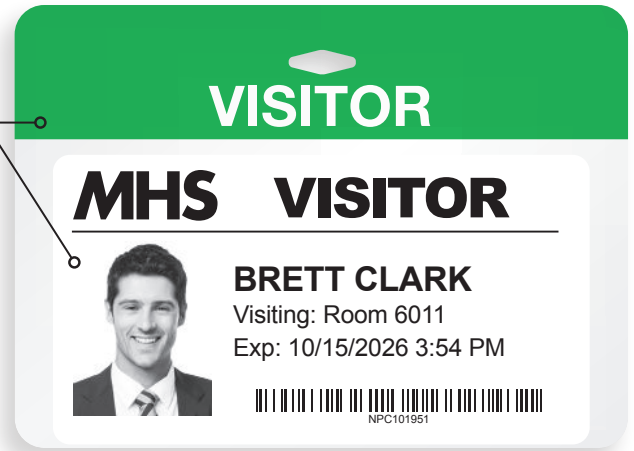 VISITOR
MHS VISITOR
BRETT CLARK
Visiting: Room 6011
Exp: 10/15/2026 3:54 PM
NPC101951